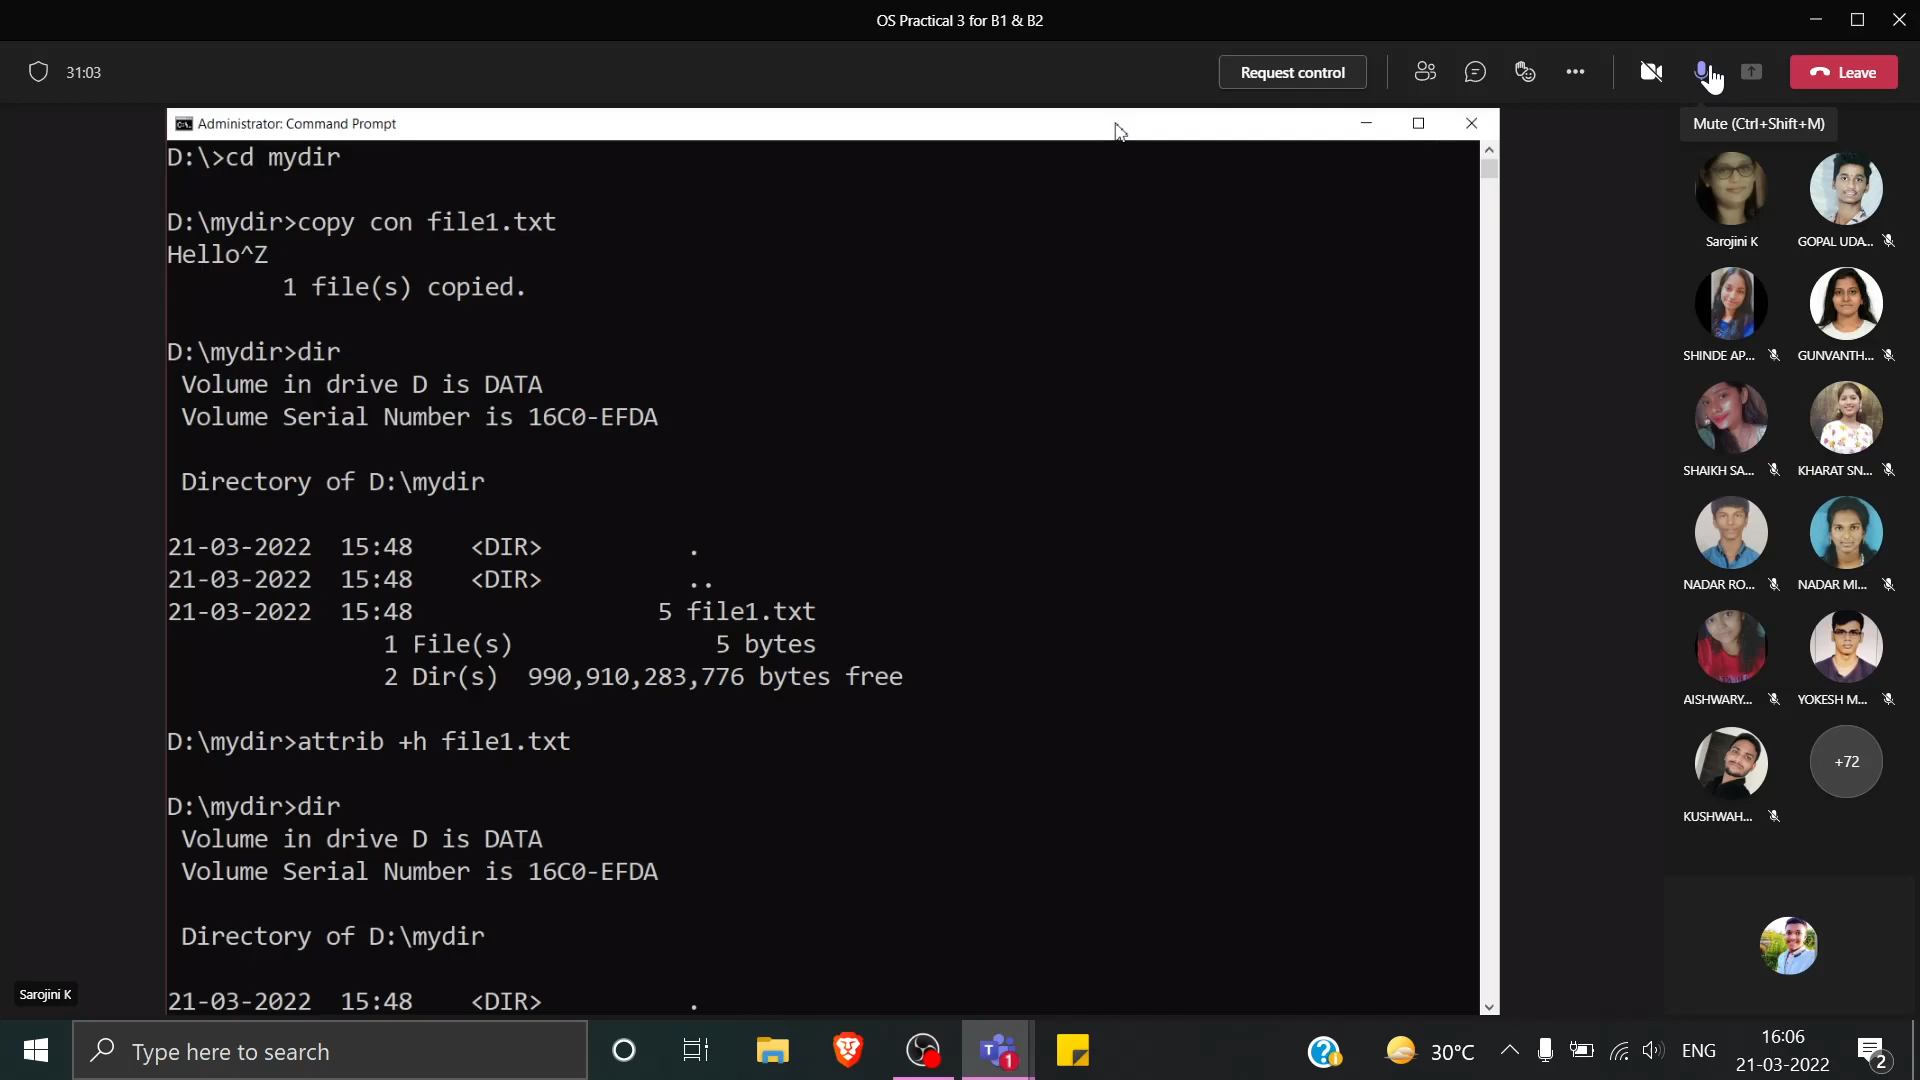 OS Practical 3 for B1 & B2
31:03
Request control
Leave
Administrator: Command Prompt
Mute (Ctrl+Shift+M)
D:\>cd mydir
D:\mydir>copy con file1.txt
Hello^Z
1 file(s) copied.
D:\mydir>dir
Volume in drive D is DATA
Volume Serial Number is 16C0-EFDA
Directory of D:\mydir
21-03-2022 15:48 <DIR> .
21-03-2022 15:48 <DIR> ..
21-03-2022 15:48 5 file1.txt
1 File(s) 5 bytes
2 Dir(s) 990,910,283,776 bytes free
D:\mydir>attrib +h file1.txt
D:\mydir>dir
Volume in drive D is DATA
Volume Serial Number is 16C0-EFDA
Directory of D:\mydir
21-03-2022 15:48 <DIR> .
Sarojini K
GOPAL UDA...
SHINDE AP...
GUNVANTH...
SHAIKH SA...
KHARAT SN...
NADAR RO...
NADAR MI...
AISHWARY...
YOKESH M...
KUSHWAH...
+72
Sarojini K
Type here to search
1
30°C
ENG
16:06
21-03-2022
2